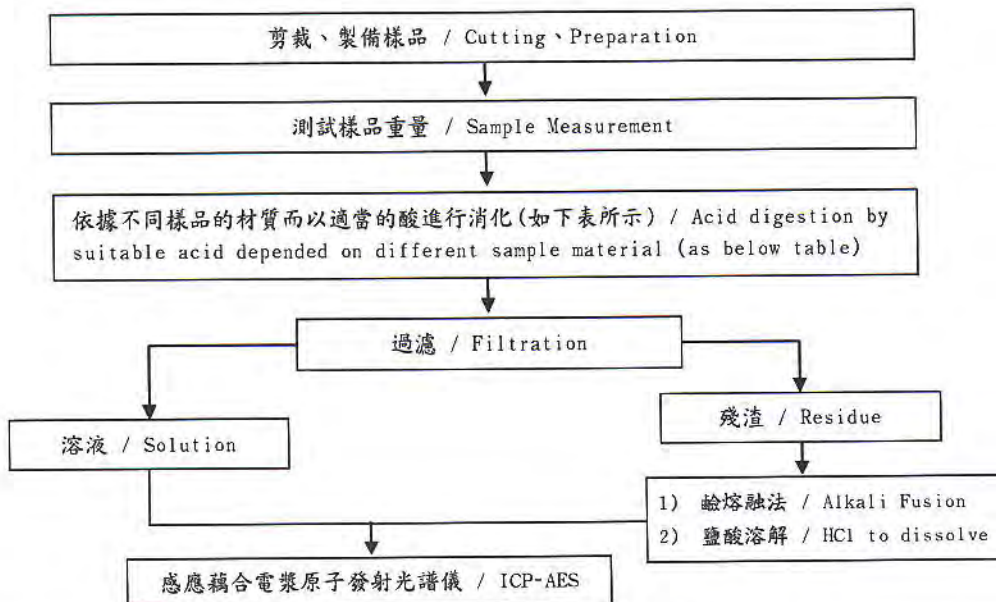 剪裁、製備樣品 / Cutting、Preparation
測試樣品重量 / Sample Measurement
依據不同樣品的材質而以適當的酸進行消化(如下表所示) / Acid digestion by
suitable acid depended on different sample material (as below table)
過濾 / Filtration
溶液 / Solution
殘渣 / Residue
1) 鹼熔融法 / Alkali Fusion
2) 鹽酸溶解 / HCl to dissolve
感應藕合電漿原子發射光譜儀 / ICP-AES